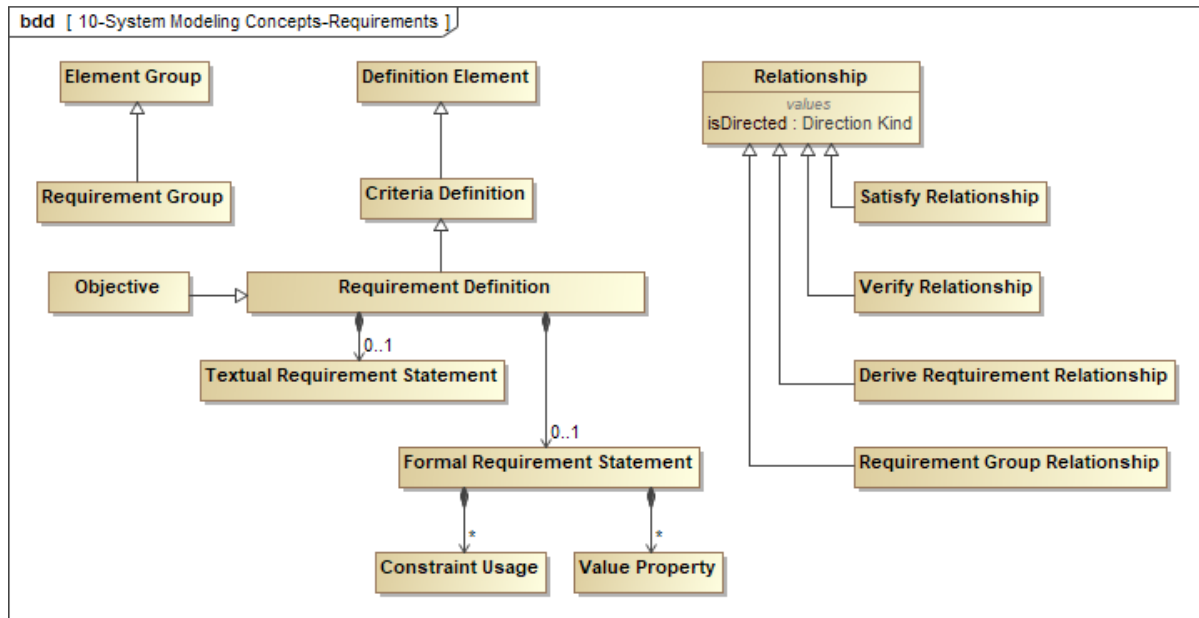 bdd [ 10-System Modeling Concepts-Requirements ]
Element Group
Definition Element
Relationship
values
isDirected : Direction Kind
Requirement Group
Criteria Definition
Satisfy Relationship
Objective
Requirement Definition
Verify Relationship
0..1
Textual Requirement Statement
Derive Reqtuirement Relationship
0..1
Formal Requirement Statement
Requirement Group Relationship
*
*
Constraint Usage
Value Property